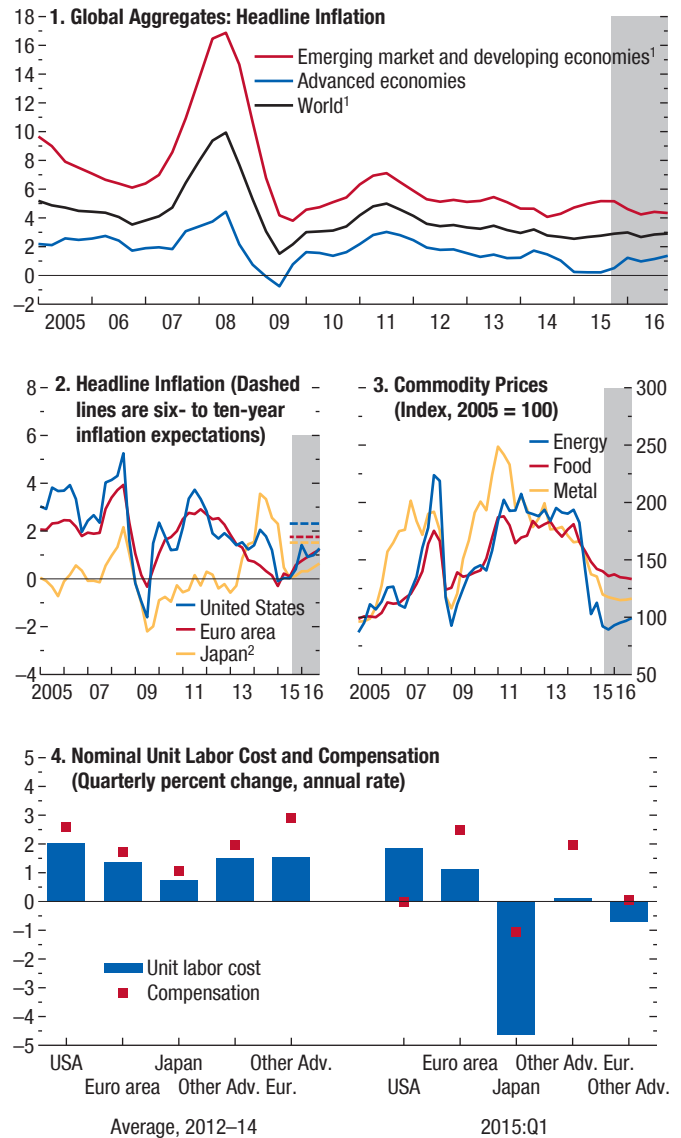 1. Global Aggregates: Headline Inflation
18
16
14
12
10
8
6
4
2
0
–2
Emerging market and developing economies¹
Advanced economies
World¹
2005 06 07 08 09 10 11 12 13 14 15 16
2. Headline Inflation (Dashed
lines are six- to ten-year
inflation expectations)
8
6
4
2
0
–2
–4
United States
Euro area
Japan²
2005 07 09 11 13 15 16
3. Commodity Prices
(Index, 2005 = 100)
Energy
Food
Metal
300
250
200
150
100
50
2005 07 09 11 13 15 16
4. Nominal Unit Labor Cost and Compensation
(Quarterly percent change, annual rate)
5
4
3
2
1
0
–1
–2
–3
–4
–5
Unit labor cost
Compensation
USA Japan Other Adv. Euro area Other Adv. Eur.
Euro area Other Adv. Eur. USA Japan Other Adv.
Average, 2012–14 2015:Q1